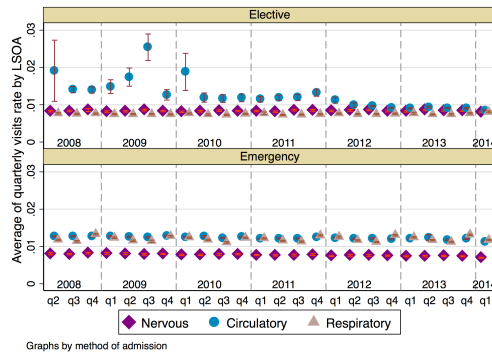 Elective
.03
.02
.01
0
2008 2009 2010 2011 2012 2013 2014
Average of quarterly visits rate by LSOA
Emergency
.03
.02
.01
0
2008 2009 2010 2011 2012 2013 2014
q2 q3 q4 q1 q2 q3 q4 q1 q2 q3 q4 q1 q2 q3 q4 q1 q2 q3 q4 q1 q2 q3 q4 q1
Nervous Circulatory Respiratory
Graphs by method of admission